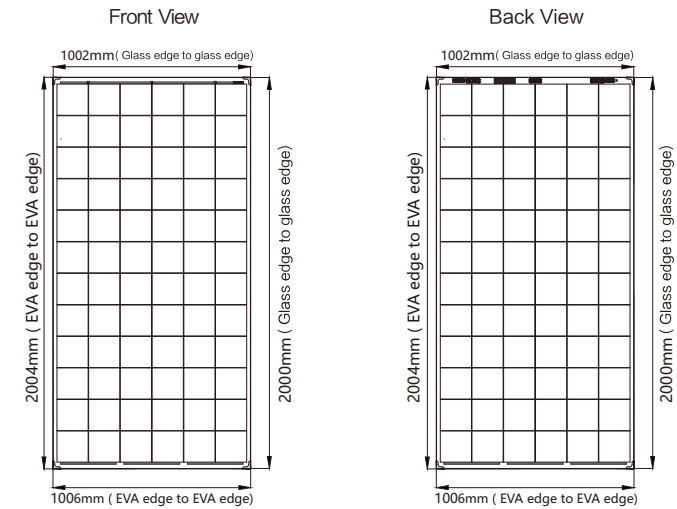 Front View
Back View
1002mm( Glass edge to glass edge)
1002mm( Glass edge to glass edge)
2004mm ( EVA edge to EVA edge)
2000mm ( Glass edge to glass edge)
2004mm ( EVA edge to EVA edge)
2000mm ( Glass edge to glass edge)
1006mm ( EVA edge to EVA edge)
1006mm ( EVA edge to EVA edge)